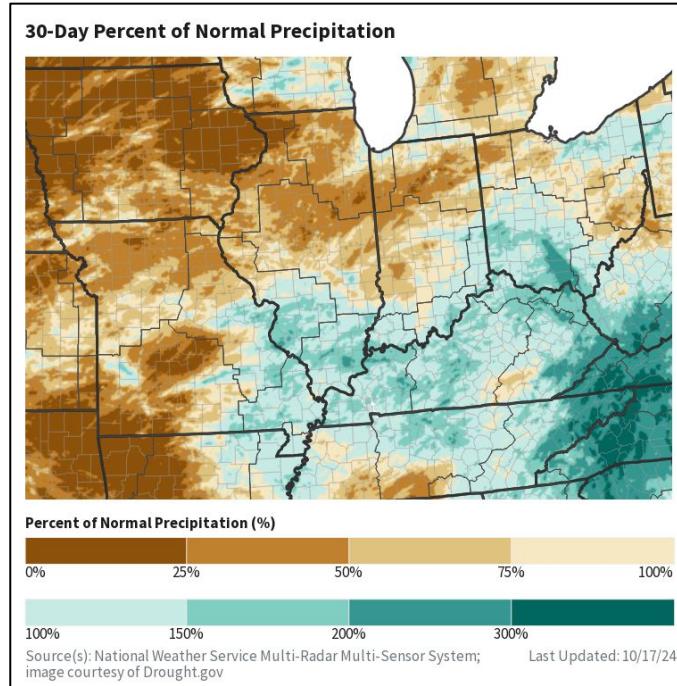 30-Day Percent of Normal Precipitation
Percent of Normal Precipitation (%)
0% 25% 50% 75% 100%
100% 150% 200% 300%
Source(s): National Weather Service Multi-Radar Multi-Sensor System; Last Updated: 10/17/24
image courtesy of Drought.gov